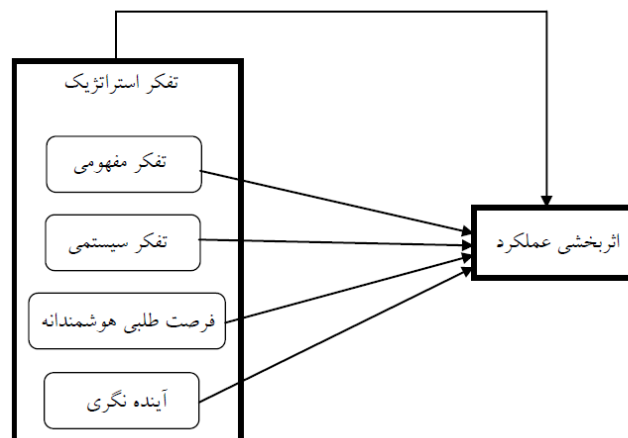 تفکر استراتژیک
تفکر مفهومی
تفکر سیستمی
اثربخشی عملکرد
فرصت طلبی هوشمندانه
آینده نگری